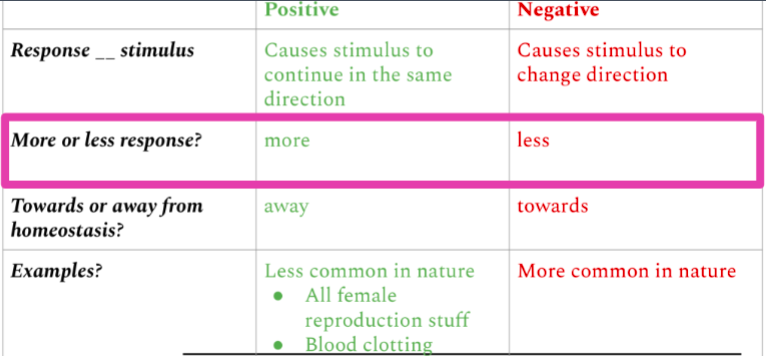 Positive
Negative
Response __ stimulus
Causes stimulus to
continue in the same
direction
Causes stimulus to
change direction
More or less response?
more
less
Towards or away from
homeostasis?
away
towards
Examples?
Less common in nature
● All female
reproduction stuff
● Blood clotting
More common in nature